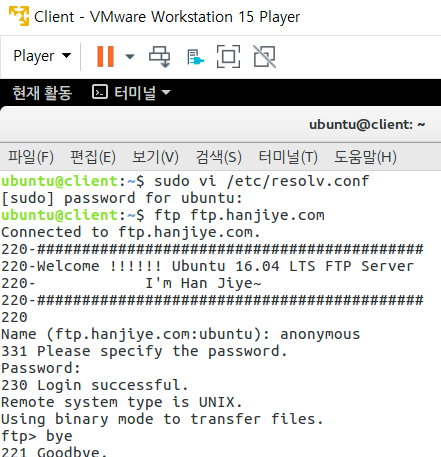 Client - VMware Workstation 15 Player
Player
현재 활동 터미널
ubuntu@client: ~
파일(F) 편집(E) 보기(V) 검색(S) 터미널(T) 도움말(H)
ubuntu@client:~$ sudo vi /etc/resolv.conf
[sudo] password for ubuntu:
ubuntu@client:~$ ftp ftp.hanjiye.com
Connected to ftp.hanjiye.com.
220-###########################################
220-Welcome !!!!!! Ubuntu 16.04 LTS FTP Server
220-            I'm Han Jiye~
220-###########################################
220
Name (ftp.hanjiye.com:ubuntu): anonymous
331 Please specify the password.
Password:
230 Login successful.
Remote system type is UNIX.
Using binary mode to transfer files.
ftp> bye
221 Goodbye.